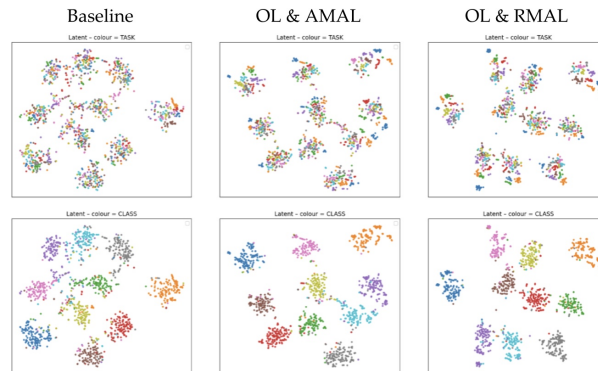 Baseline
OL & AMAL
OL & RMAL
Latent – colour = TASK
Latent – colour = TASK
Latent – colour = TASK
Latent – colour = CLASS
Latent – colour = CLASS
Latent – colour = CLASS